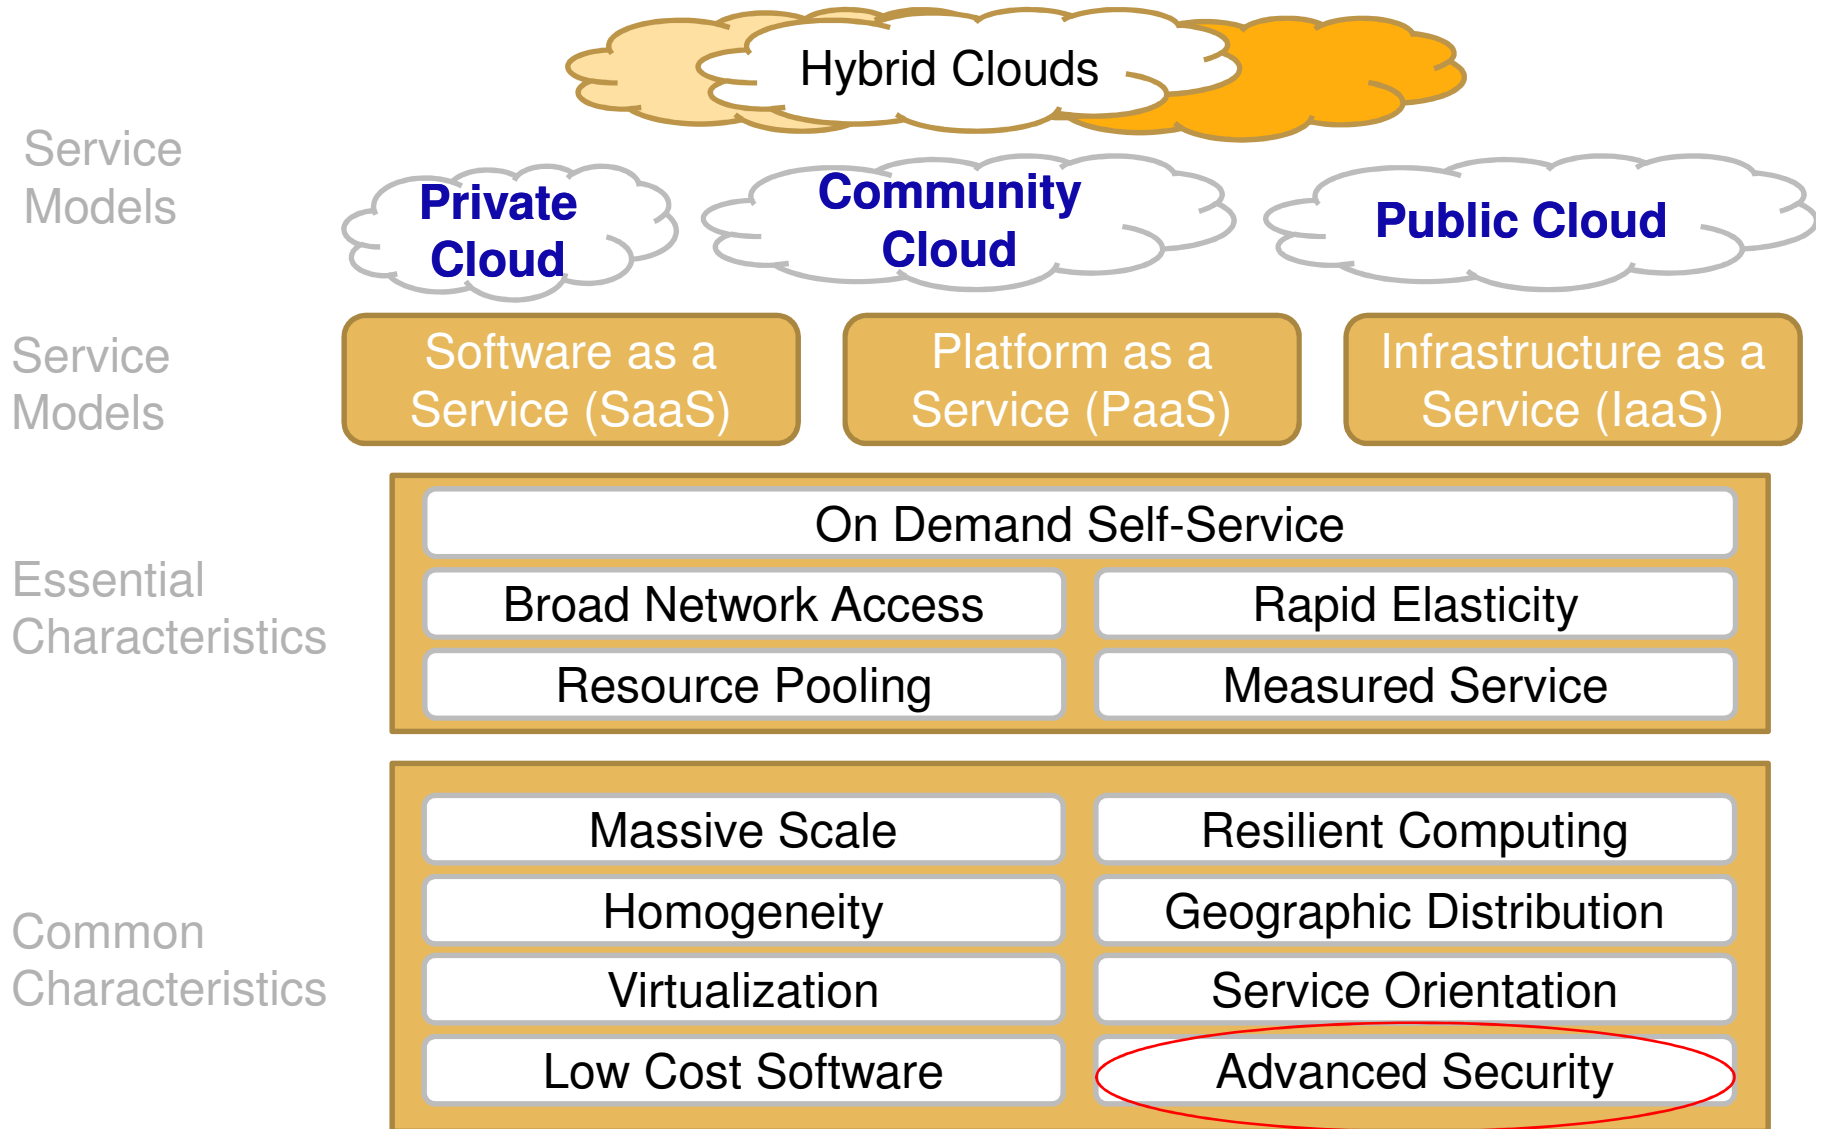 Hybrid Clouds
Service
Models
Private
Cloud
Community
Cloud
Public Cloud
Service
Models
Software as a
Service (SaaS)
Platform as a
Service (PaaS)
Infrastructure as a
Service (IaaS)
Essential
Characteristics
On Demand Self-Service
Broad Network Access
Rapid Elasticity
Resource Pooling
Measured Service
Common
Characteristics
Massive Scale
Resilient Computing
Homogeneity
Geographic Distribution
Virtualization
Service Orientation
Low Cost Software
Advanced Security